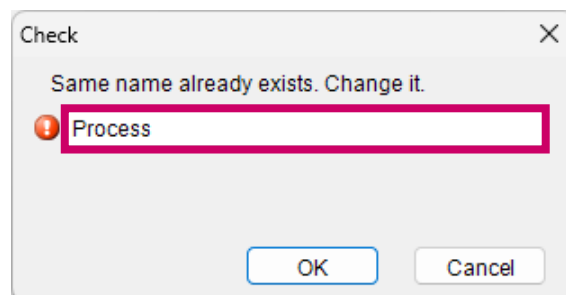 Check
Same name already exists. Change it.
Process
OK
Cancel